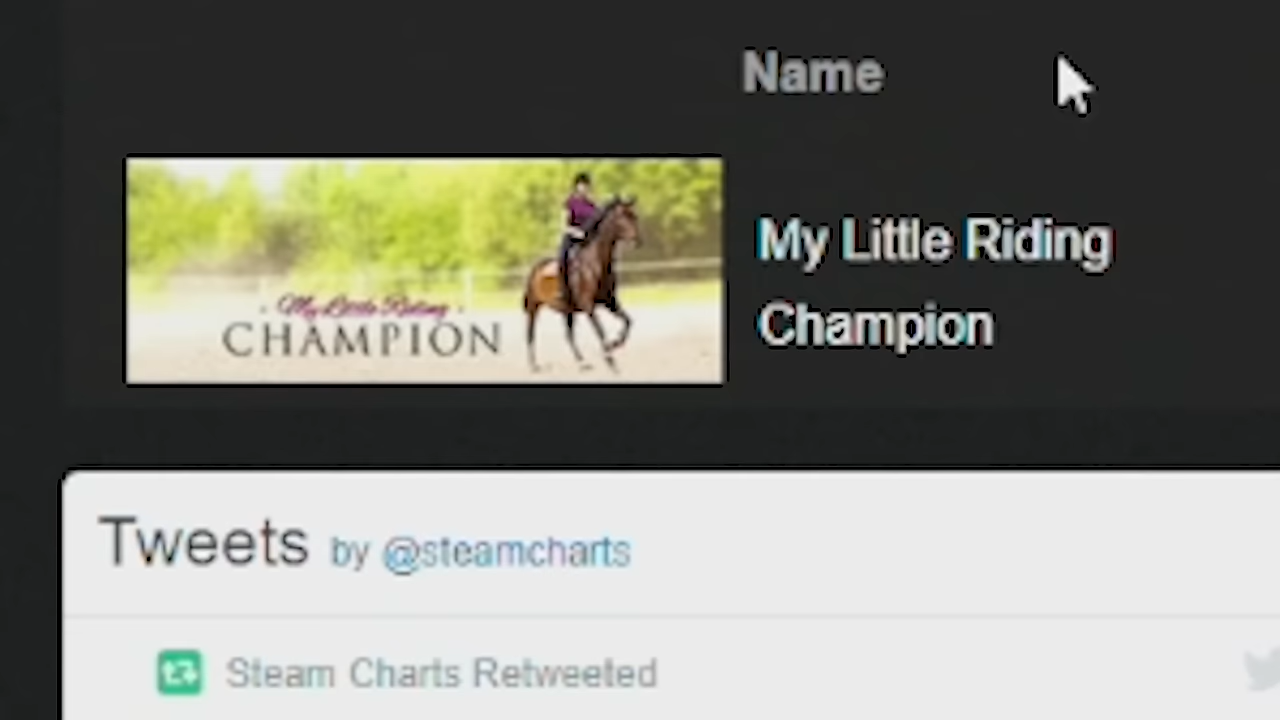 Name
My Little Riding
CHAMPION
My Little Riding
Champion
Tweets by @steamcharts
Steam Charts Retweeted